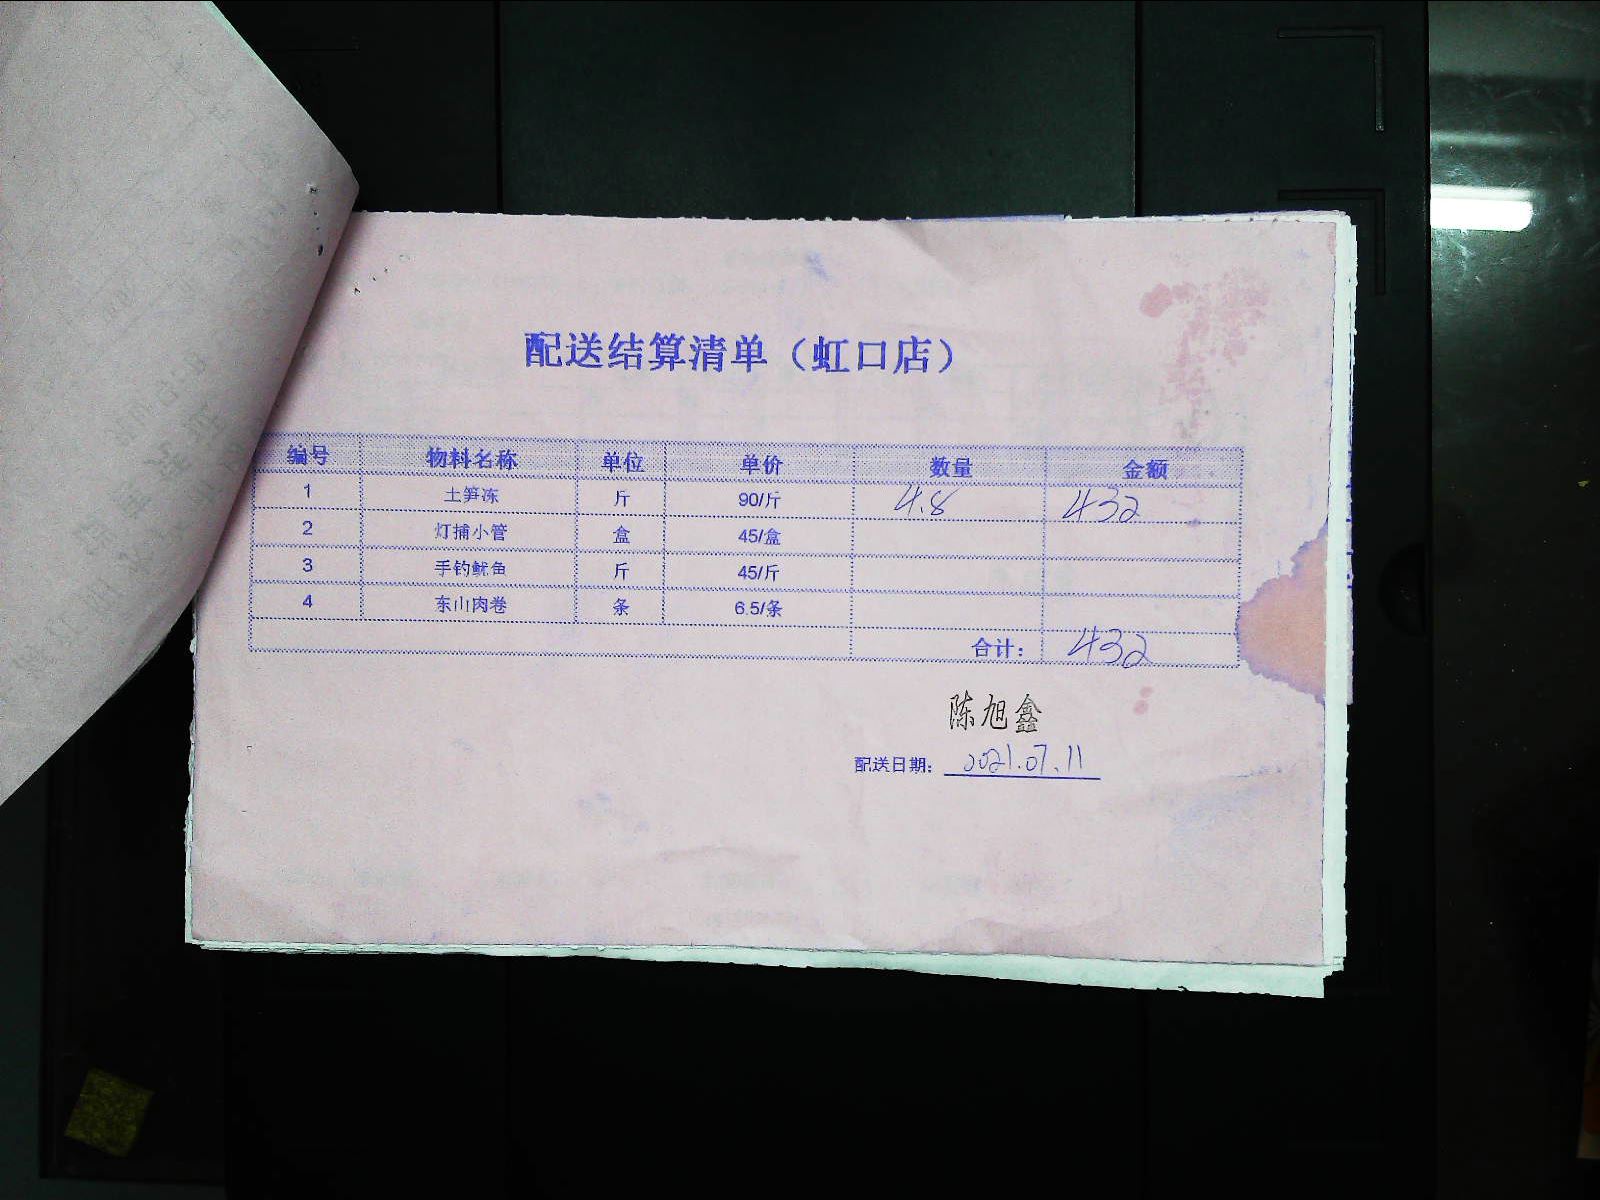 配送结算清单（虹口店）
编号 物料名称 单位 单价 数量 金额
1 土笋冻 斤 90/斤 4.8 432
2 灯捕小管 盒 45/盒
3 手钓鱿鱼 斤 45/斤
4 东山肉卷 条 6.5/条
合计： 432
陈旭鑫
配送日期： 2021.07.11